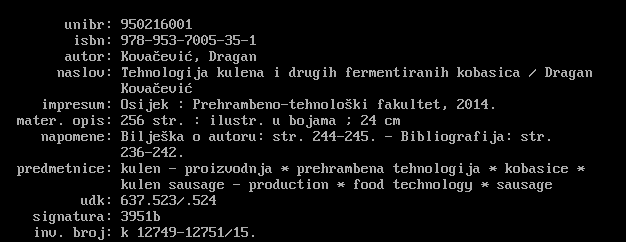 unibr: 950216001
isbn: 978-953-7005-35-1
autor: Kovačević, Dragan
naslov: Tehnologija kulena i drugih fermentiranih kobasica / Dragan
Kovačević
impresum: Osijek : Prehrambeno-tehnološki fakultet, 2014.
mater. opis: 256 str. : ilustr. u bojama ; 24 cm
napomene: Bilješka o autoru: str. 244-245. - Bibliografija: str.
236-242.
predmetnice: kulen - proizvodnja * prehrambena tehnologija * kobasice *
kulen sausage - production * food technology * sausage
udk: 637.523/.524
signatura: 3951b
inv. broj: k 12749-12751/15.